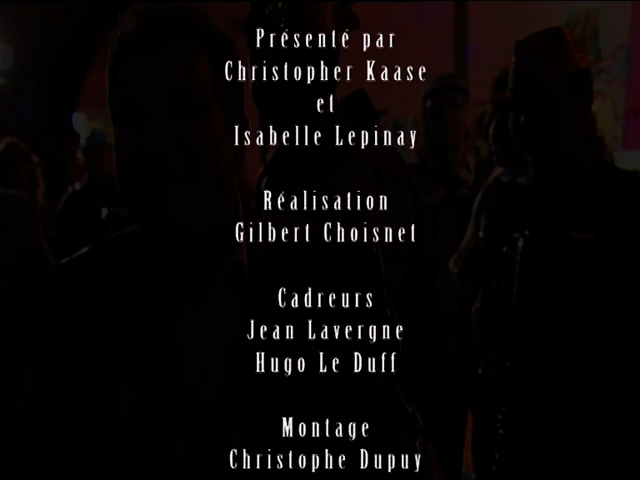 Présenté par
Christopher Kaase
et
Isabelle Lepinay
Réalisation
Gilbert Choisnet
Cadreurs
Jean Lavergne
Hugo Le Duff
Montage
Christophe Dupuy